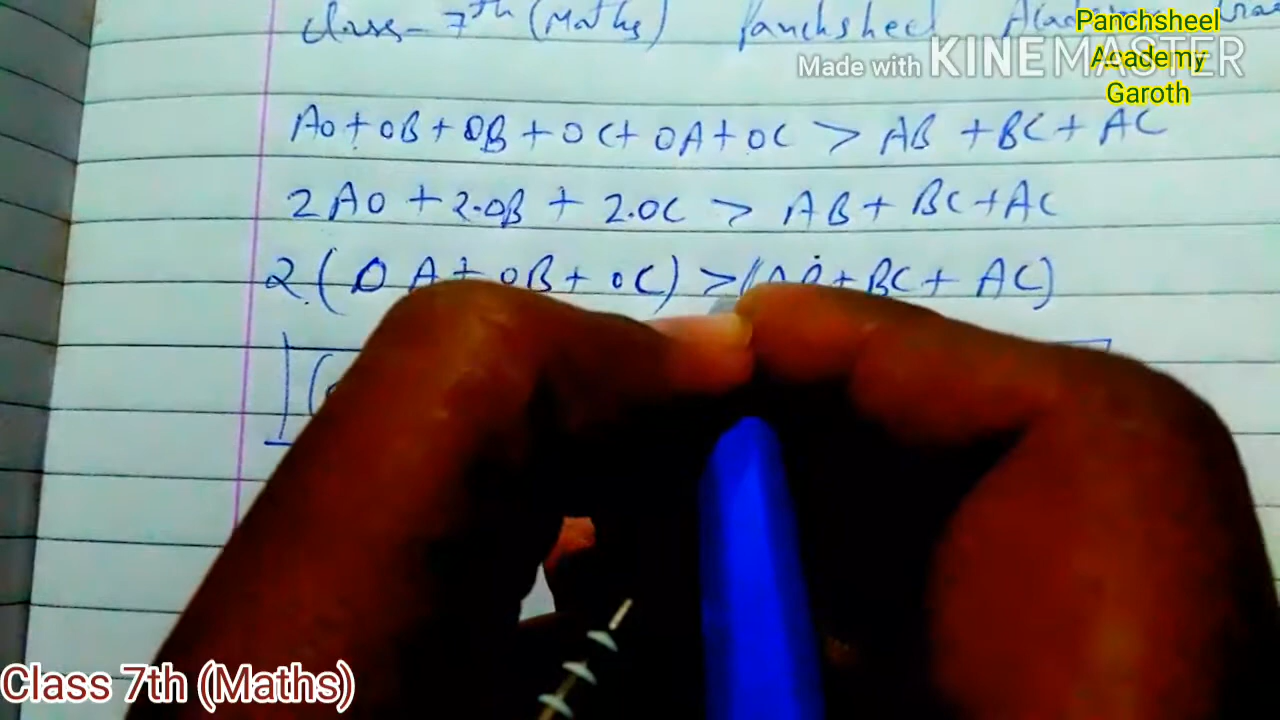 Class - 7th (Maths) Panchsheel
Panchsheel
Academy
Garoth
Made with KINEMASTER
AO + OB + OB + OC + OA + OC > AB + BC + AC
2AO + 2.OB + 2.OC > AB + BC + AC
2(OA + OB + OC) > (AB + BC + AC)
Class 7th (Maths)